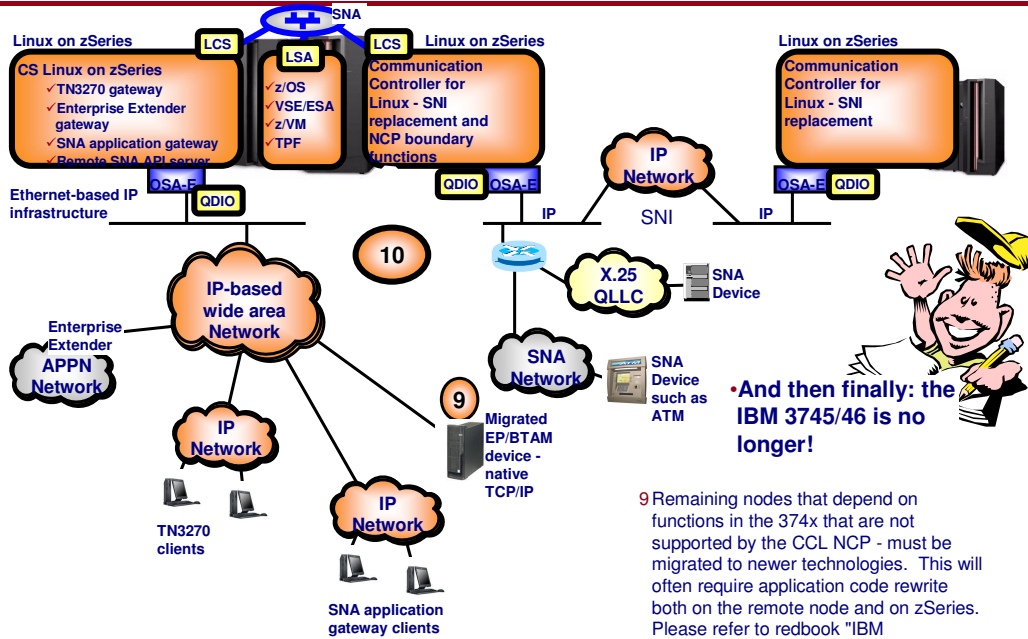 SNA
Linux on zSeries
LCS
LSA
LCS
Linux on zSeries
Linux on zSeries
CS Linux on zSeries
✓TN3270 gateway
✓Enterprise Extender
gateway
✓SNA application gateway
✓Remote SNA API server
✓z/OS
✓VSE/ESA
✓z/VM
✓TPF
Communication
Controller for
Linux - SNI
replacement and
NCP boundary
functions
Communication
Controller for
Linux - SNI
replacement
OSA-E
QDIO
QDIO
OSA-E
OSA-E
QDIO
Ethernet-based IP
infrastructure
IP
IP
Network
SNI
IP
10
IP-based
wide area
Network
X.25
QLLC
SNA
Device
Enterprise
Extender
APPN
Network
SNA
Network
SNA
Device
such as
ATM
9
Migrated
EP/BTAM
device -
native
TCP/IP
IP
Network
TN3270
clients
IP
Network
SNA application
gateway clients
•And then finally: the
IBM 3745/46 is no
longer!
9 Remaining nodes that depend on
functions in the 374x that are not
supported by the CCL NCP - must be
migrated to newer technologies. This will
often require application code rewrite
both on the remote node and on zSeries.
Please refer to redbook "IBM